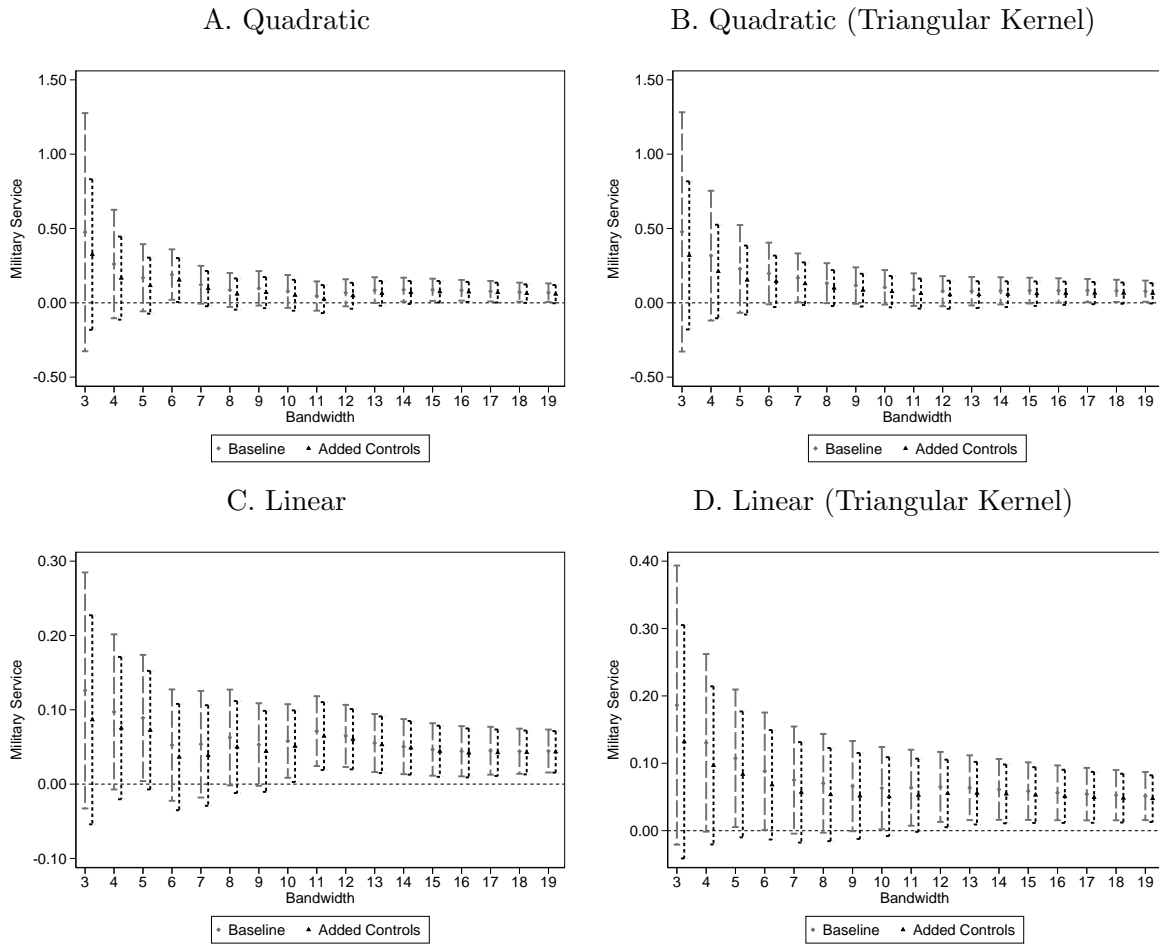 A. Quadratic
1.50
1.00
0.50
0.00
-0.50
Military Service
3 4 5 6 7 8 9 10 11 12 13 14 15 16 17 18 19
Bandwidth
Baseline Added Controls
B. Quadratic (Triangular Kernel)
1.50
1.00
0.50
0.00
-0.50
Military Service
3 4 5 6 7 8 9 10 11 12 13 14 15 16 17 18 19
Bandwidth
Baseline Added Controls
C. Linear
0.30
0.20
0.10
0.00
-0.10
Military Service
3 4 5 6 7 8 9 10 11 12 13 14 15 16 17 18 19
Bandwidth
Baseline Added Controls
D. Linear (Triangular Kernel)
0.40
0.30
0.20
0.10
0.00
Military Service
3 4 5 6 7 8 9 10 11 12 13 14 15 16 17 18 19
Bandwidth
Baseline Added Controls